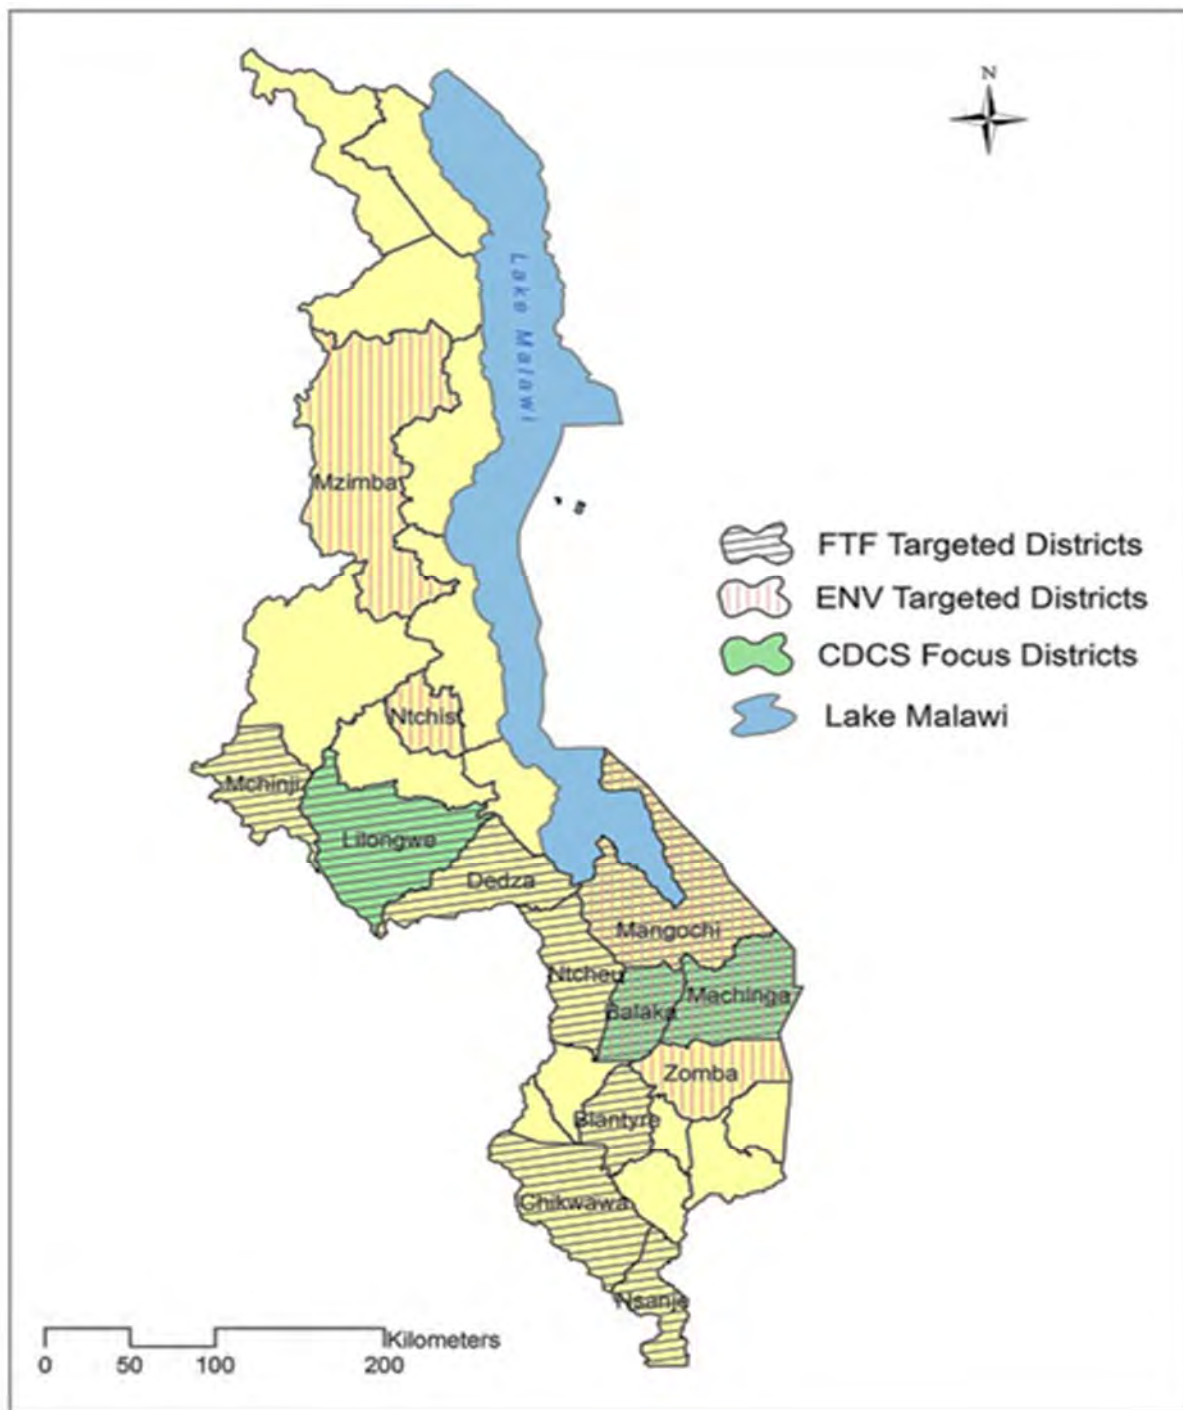 N
Lake Malawi
Mzimba
FTF Targeted Districts
ENV Targeted Districts
CDCS Focus Districts
Lake Malawi
Ntchisi
Mchinji
Lilongwe
Dedza
Mangochi
Ntcheu
Balaka
Machinga
Zomba
Blantyre
Chikwawa
Nsanje
Kilometers
0 50 100 200